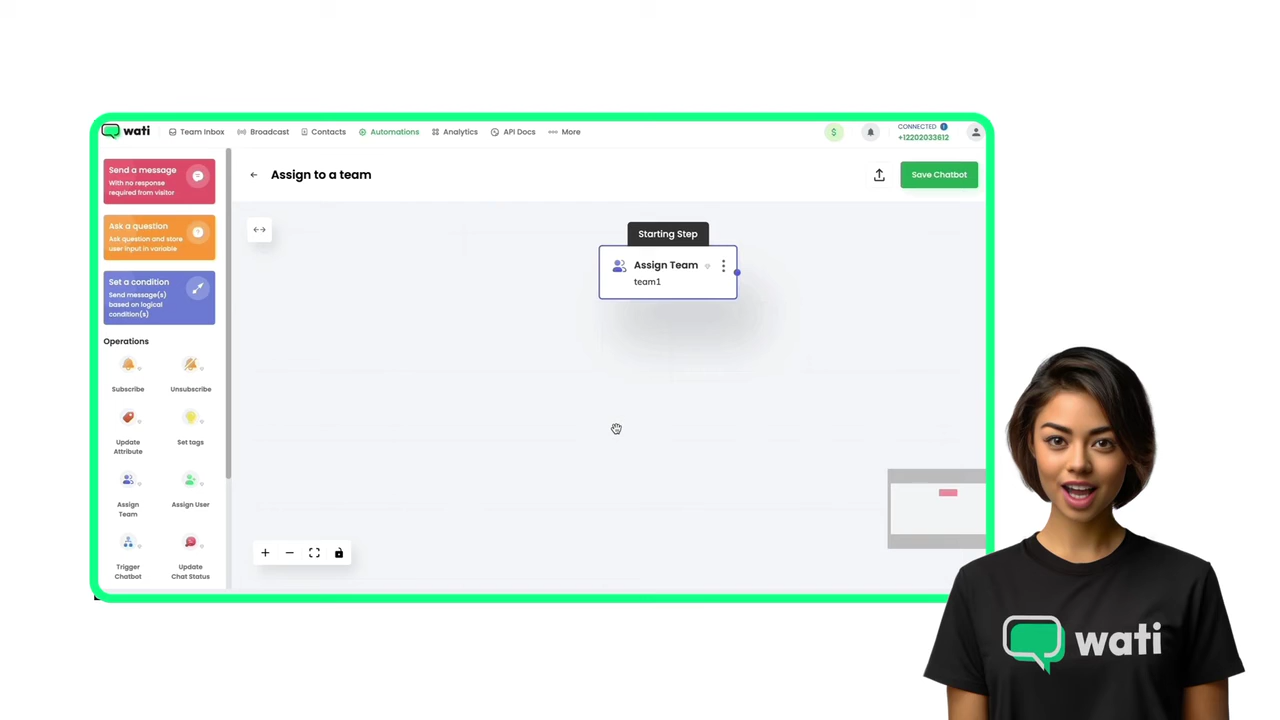 wati
Team Inbox
Broadcast
Contacts
Automations
Analytics
API Docs
More
$
CONNECTED
+12202033612
Send a message
With no response
required from visitor
Ask a question
Ask question and store
user input in variable
Set a condition
Send message(s)
based on logical
condition(s)
Operations
Subscribe
Unsubscribe
Update
Attribute
Set tags
Assign
Team
Assign User
Trigger
Chatbot
Update
Chat Status
Assign to a team
Save Chatbot
Starting Step
Assign Team
team1
wati